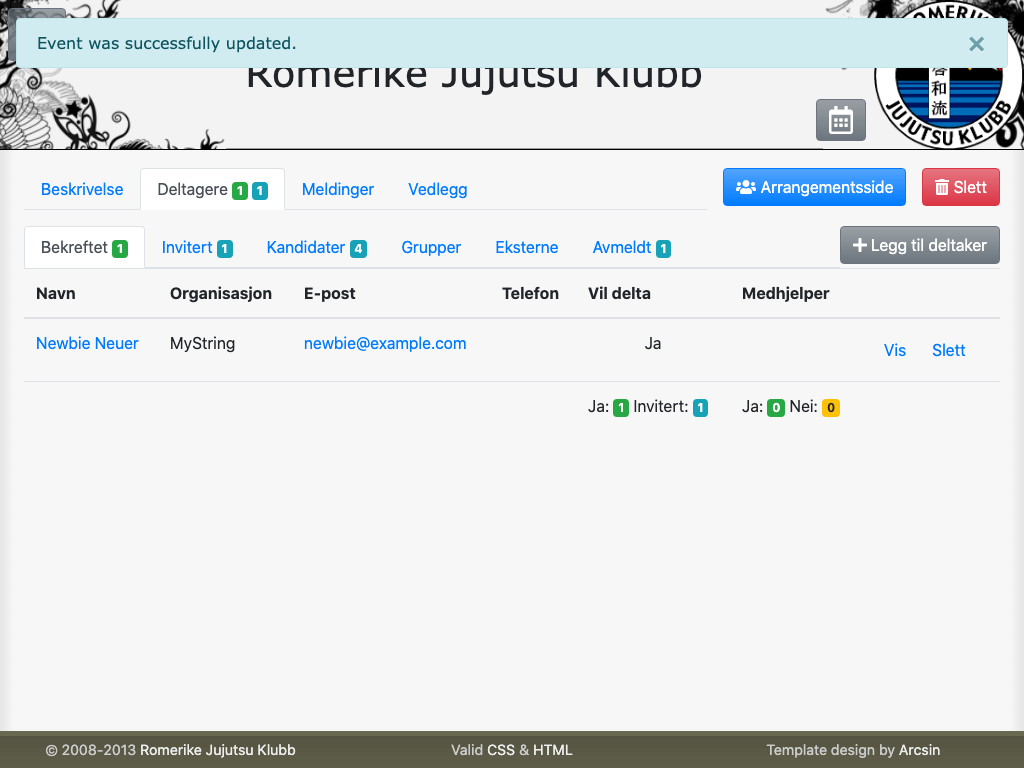 Event was successfully updated.
×
Romerike Jujutsu Klubb
ROMERIKE
和
流
JUJUTSU KLUBB
Beskrivelse Deltagere 1 1 Meldinger Vedlegg Arrangementsside Slett
Bekreftet 1 Invitert 1 Kandidater 4 Grupper Eksterne Avmeldt 1 Legg til deltaker
Navn Organisasjon E-post Telefon Vil delta Medhjelper
Newbie Neuer MyString newbie@example.com Ja Vis Slett
Ja: 1 Invitert: 1 Ja: 0 Nei: 0
© 2008-2013 Romerike Jujutsu Klubb Valid CSS & HTML Template design by Arcsin